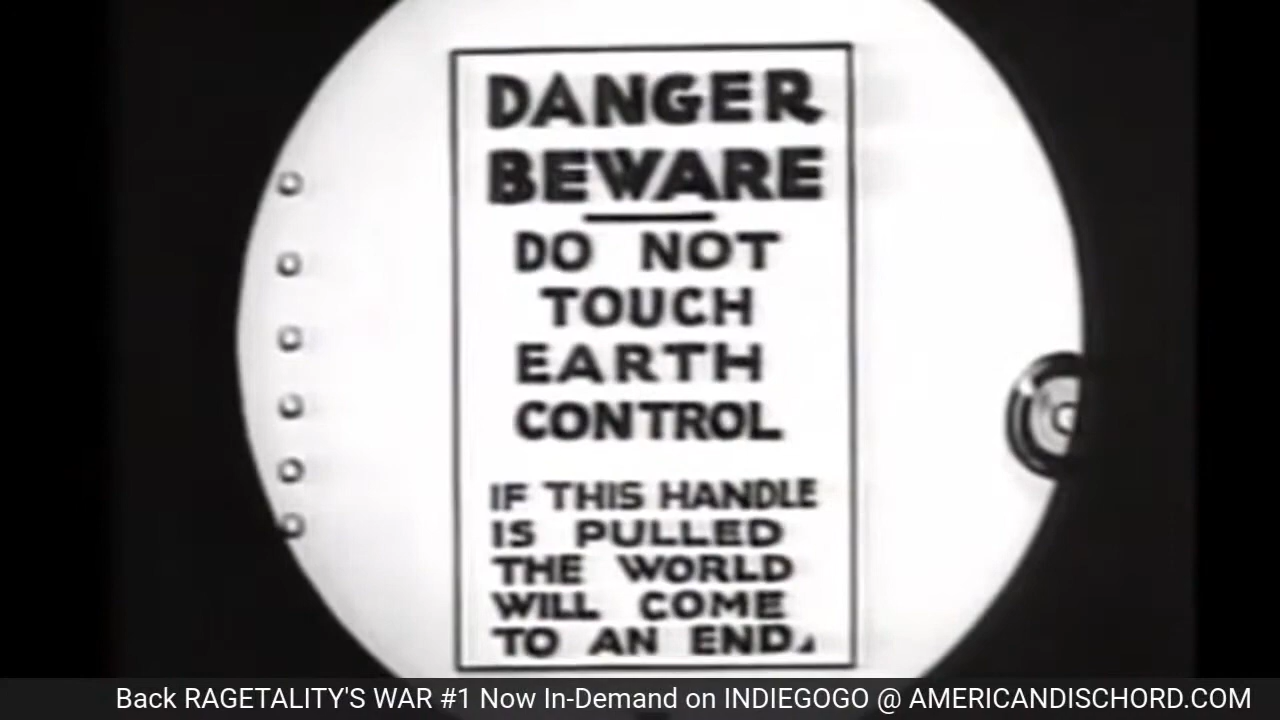 DANGER
BEWARE
DO NOT
TOUCH
EARTH
CONTROL
IF THIS HANDLE
IS PULLED
THE WORLD
WILL COME
TO AN END.
Back RAGETALITY'S WAR #1 Now In-Demand on INDIEGOGO @ AMERICANDISCHORD.COM